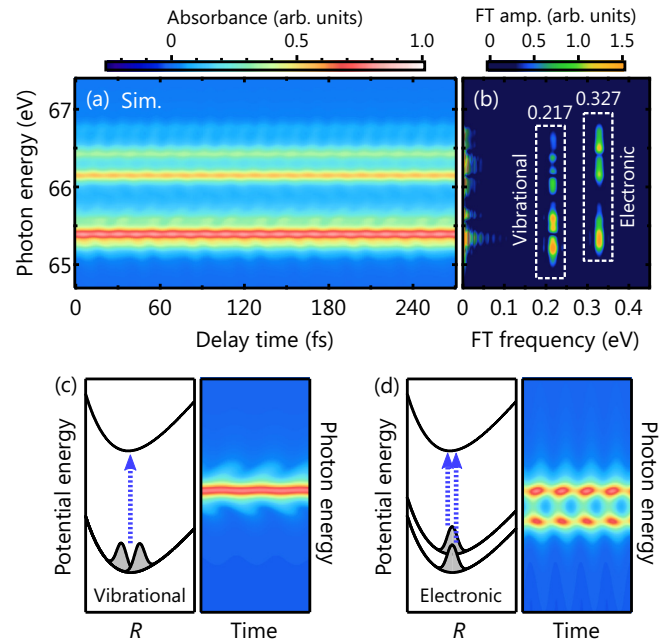 Absorbance (arb. units)
0 0.5 1.0
FT amp. (arb. units)
0 0.5 1.0 1.5
(a) Sim.
(b)
67
66
65
Photon energy (eV)
0 60 120 180 240
Delay time (fs)
0.217
0.327
Vibrational
Electronic
0 0.1 0.2 0.3 0.4
FT frequency (eV)
(c)
Potential energy
Vibrational
R
Photon energy
Time
(d)
Potential energy
Electronic
R
Photon energy
Time